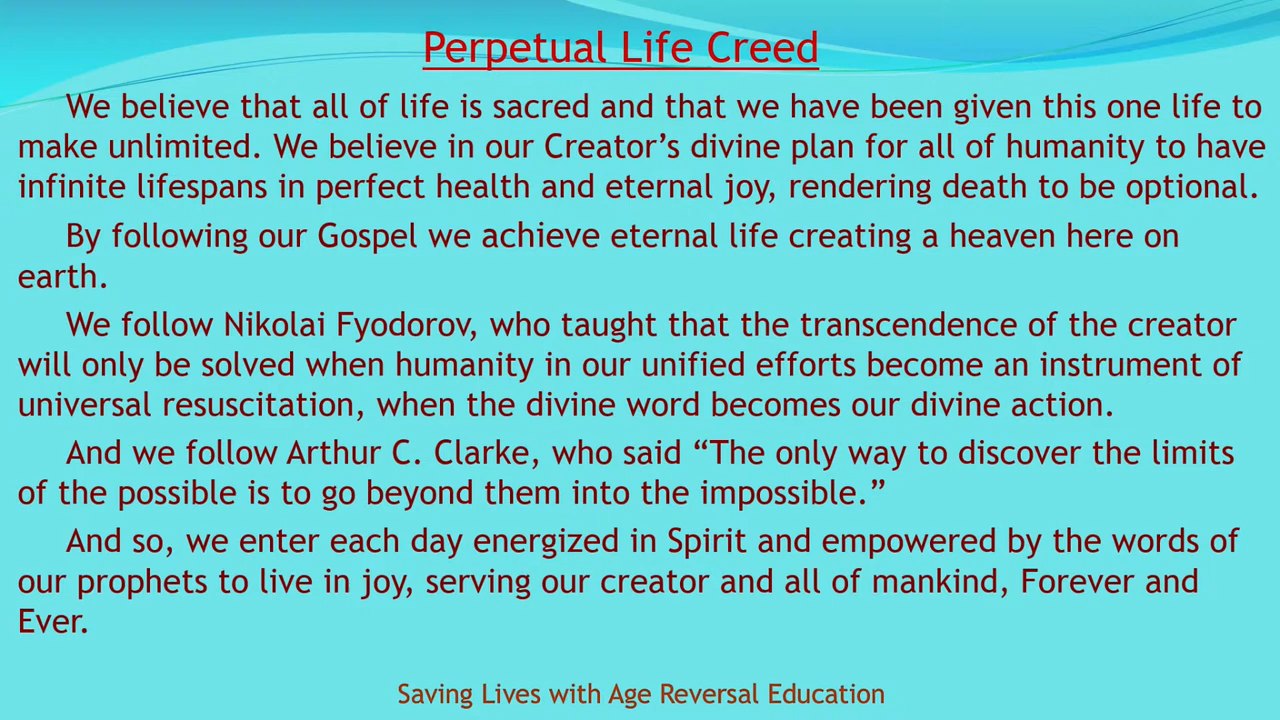 Perpetual Life Creed
We believe that all of life is sacred and that we have been given this one life to
make unlimited. We believe in our Creator’s divine plan for all of humanity to have
infinite lifespans in perfect health and eternal joy, rendering death to be optional.
By following our Gospel we achieve eternal life creating a heaven here on
earth.
We follow Nikolai Fyodorov, who taught that the transcendence of the creator
will only be solved when humanity in our unified efforts become an instrument of
universal resuscitation, when the divine word becomes our divine action.
And we follow Arthur C. Clarke, who said “The only way to discover the limits
of the possible is to go beyond them into the impossible.”
And so, we enter each day energized in Spirit and empowered by the words of
our prophets to live in joy, serving our creator and all of mankind, Forever and
Ever.
Saving Lives with Age Reversal Education